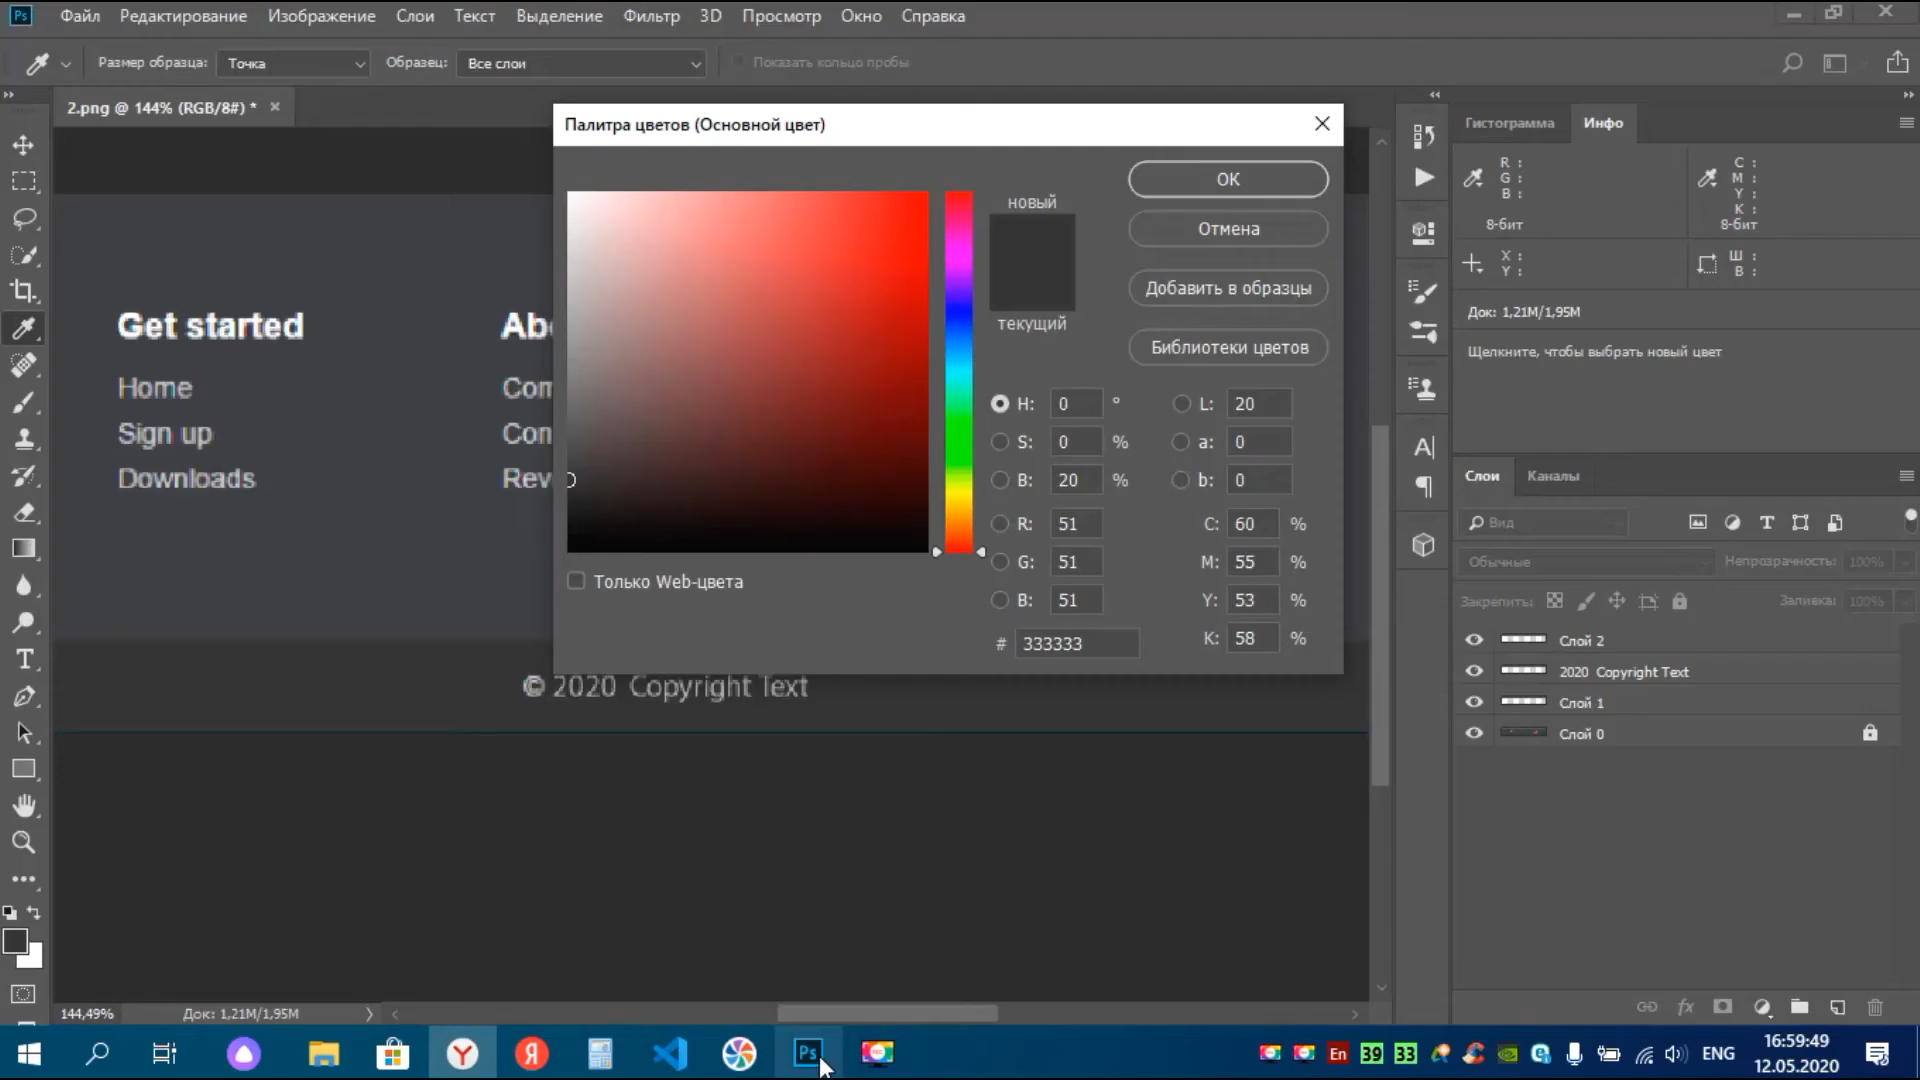 Ps Файл Редактирование Изображение Слои Текст Выделение Фильтр 3D Просмотр Окно Справка
Размер образца: Точка Образец: Все слои Показать кольцо пробы
2.png @ 144% (RGB/8#) *
Палитра цветов (Основной цвет)
Гистограмма Инфо
OK
R :
G :
B :
8-бит
C :
M :
Y :
K :
8-бит
новый
Отмена
X :
Y :
Ш :
В :
Добавить в образцы
Док: 1,21M/1,95M
текущий
Библиотеки цветов
Щелкните, чтобы выбрать новый цвет
Get started
Home
Sign up
Downloads
H: 0 ° L: 20
S: 0 % a: 0
B: 20 % b: 0
R: 51 C: 60 %
G: 51 M: 55 %
B: 51 Y: 53 %
# 333333 K: 58 %
Только Web-цвета
Слои Каналы
Вид
Обычные Непрозрачность: 100%
Закрепить: Заливка: 100%
Слой 2
2020 Copyright Text
Слой 1
Слой 0
© 2020 Copyright Text
144,49% Док: 1,21M/1,95M
Я Ps REC En 39 33 ENG
16:59:49
12.05.2020